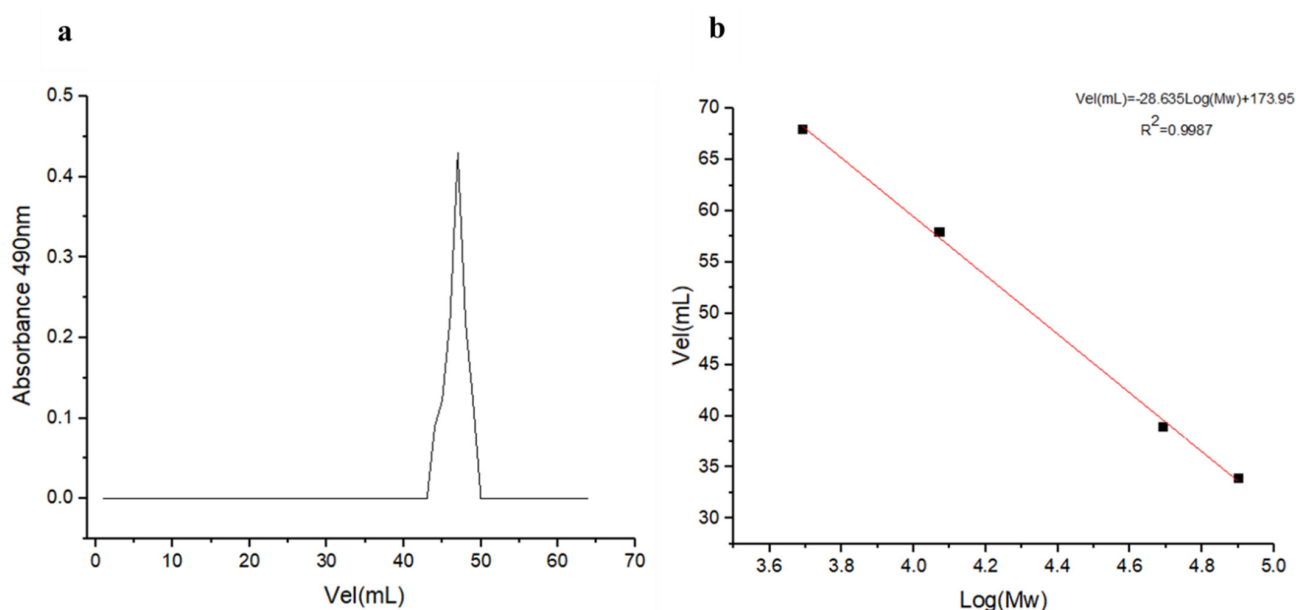 a
0.5
0.4
0.3
0.2
0.1
0.0
Absorbance 490nm
0 10 20 30 40 50 60 70
Vel(mL)
b
Vel(mL)=-28.635Log(Mw)+173.95
R2=0.9987
70
65
60
55
50
45
40
35
30
Vel(mL)
3.6 3.8 4.0 4.2 4.4 4.6 4.8 5.0
Log(Mw)